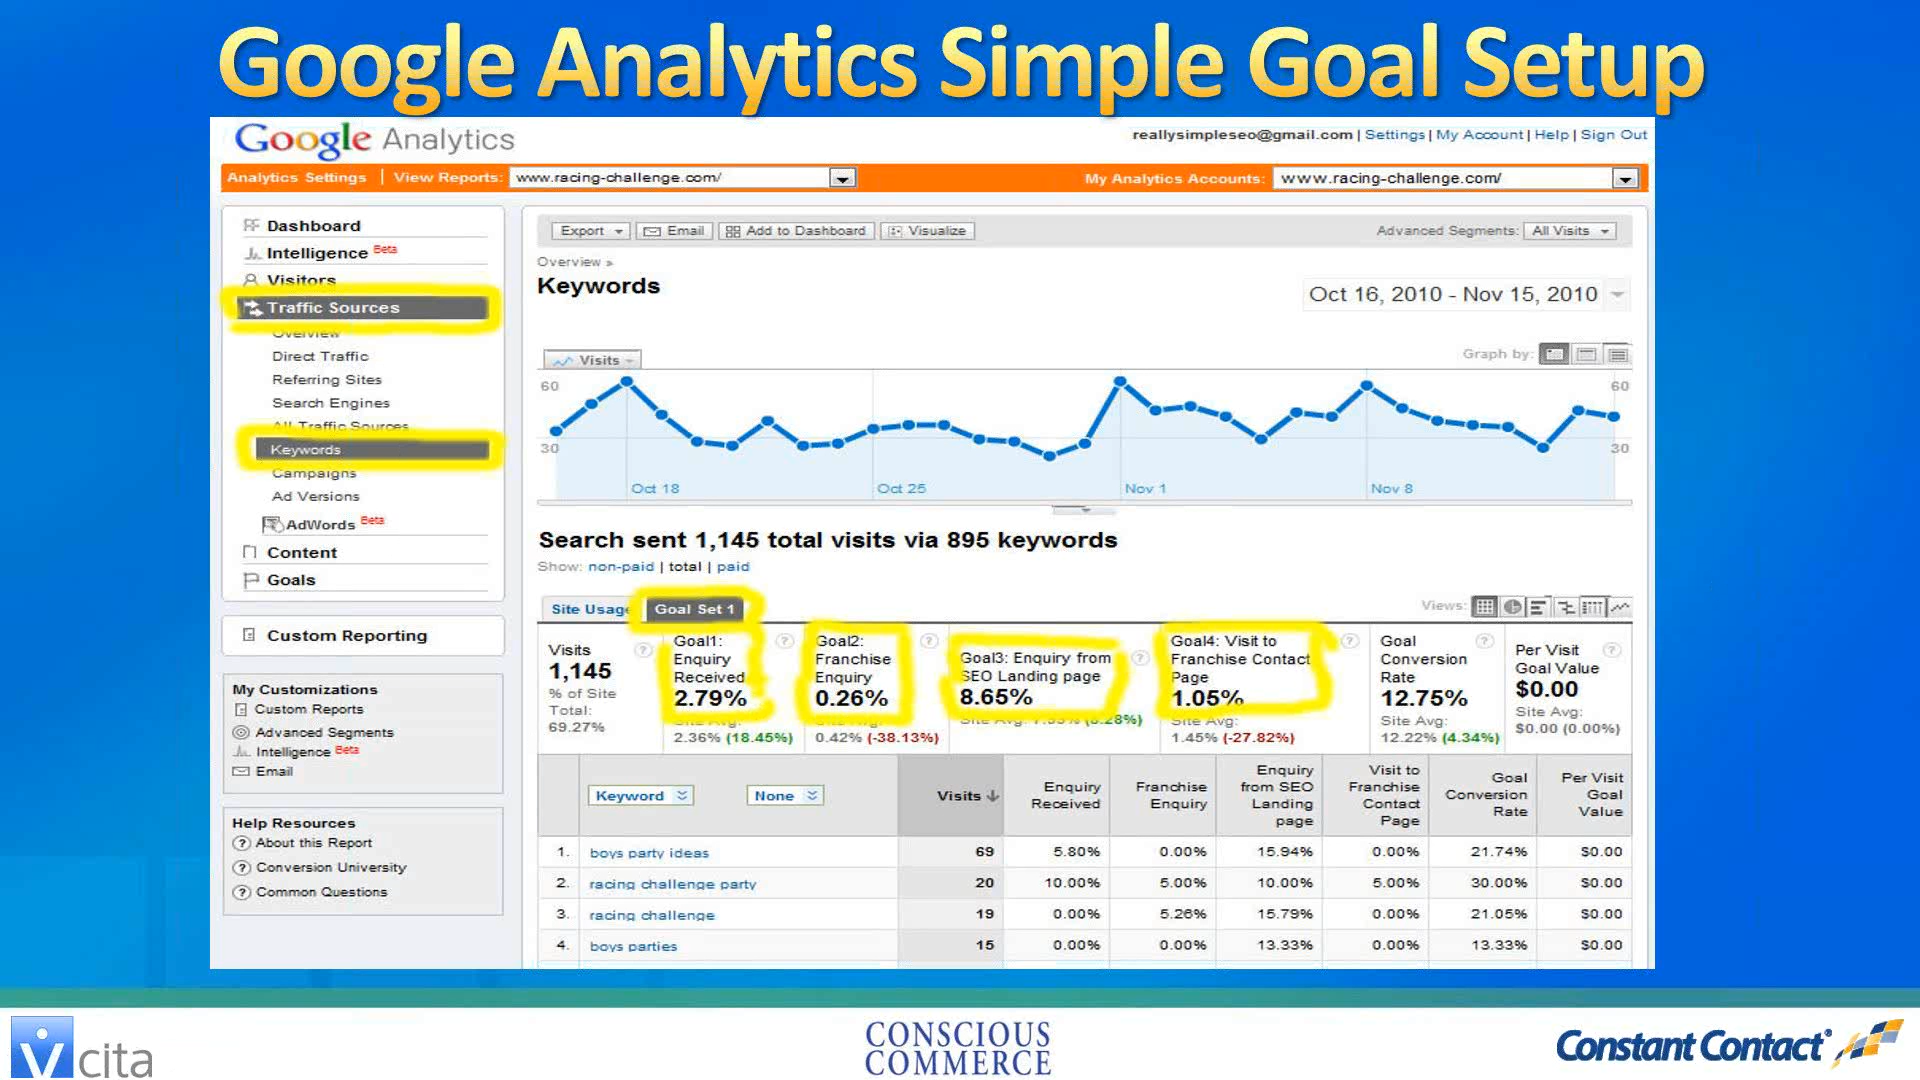 Google Analytics Simple Goal Setup
Google Analytics
reallysimpleseo@gmail.com | Settings | My Account | Help | Sign Out
Analytics Settings | View Reports: www.racing-challenge.com/
My Analytics Accounts: www.racing-challenge.com/
Dashboard
Intelligence Beta
Visitors
Traffic Sources
Overview
Direct Traffic
Referring Sites
Search Engines
All Traffic Sources
Keywords
Campaigns
Ad Versions
AdWords Beta
Content
Goals
Custom Reporting
My Customizations
Custom Reports
Advanced Segments
Intelligence Beta
Email
Help Resources
About this Report
Conversion University
Common Questions
Export Email Add to Dashboard Visualize
Advanced Segments: All Visits
Overview »
Keywords
Oct 16, 2010 - Nov 15, 2010
Visits
Graph by:
60 60
30 30
Oct 18 Oct 25 Nov 1 Nov 8
Search sent 1,145 total visits via 895 keywords
Show: non-paid | total | paid
Site Usage Goal Set 1
Views:
Visits
1,145
% of Site
Total:
69.27%
Goal1:
Enquiry
Received
2.79%
Site Avg:
2.36% (18.45%)
Goal2:
Franchise
Enquiry
0.26%
Site Avg:
0.42% (-38.13%)
Goal3: Enquiry from
SEO Landing page
8.65%
Site Avg:
Goal4: Visit to
Franchise Contact
Page
1.05%
Site Avg:
1.45% (-27.82%)
Goal
Conversion
Rate
12.75%
Site Avg:
12.22% (4.34%)
Per Visit
Goal Value
$0.00
Site Avg:
$0.00 (0.00%)
Keyword None Visits Enquiry Received Franchise Enquiry Enquiry from SEO Landing page Visit to Franchise Contact Page Goal Conversion Rate Per Visit Goal Value
1. boys party ideas 69 5.80% 0.00% 15.94% 0.00% 21.74% $0.00
2. racing challenge party 20 10.00% 5.00% 10.00% 5.00% 30.00% $0.00
3. racing challenge 19 0.00% 5.26% 15.79% 0.00% 21.05% $0.00
4. boys parties 15 0.00% 0.00% 13.33% 0.00% 13.33% $0.00
vcita
CONSCIOUS
COMMERCE
Constant Contact®